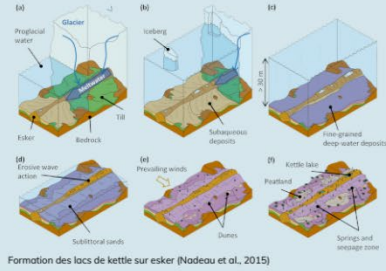 (a)
Glacier
Proglacial
water
Meltwater
Till
Esker
Bedrock
(b)
Iceberg
Subaqueous
deposits
(c)
> 30 m
Fine-grained
deep-water deposits
(d)
Erosive wave
action
Sublittoral sands
(e)
Prevailing winds
Dunes
(f)
Kettle lake
Peatland
Springs and
seepage zone
Formation des lacs de kettle sur esker (Nadeau et al., 2015)